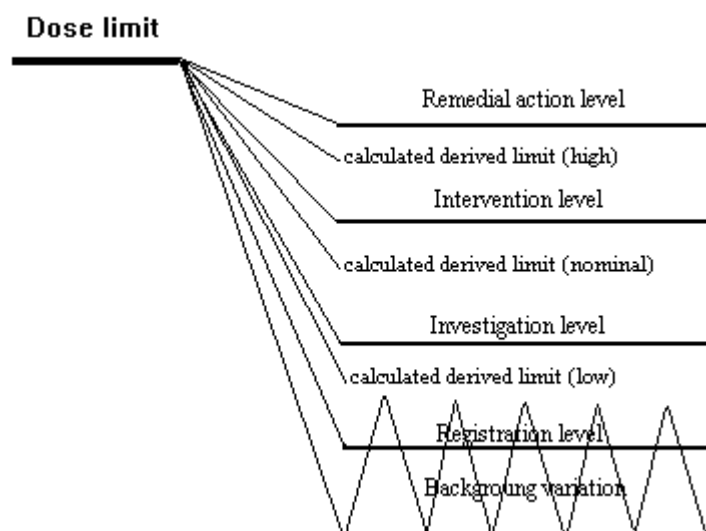 Dose limit
Remedial action level
calculated derived limit (high)
Intervention level
calculated derived limit (nominal)
Investigation level
calculated derived limit (low)
Registration level
Backgroung variation